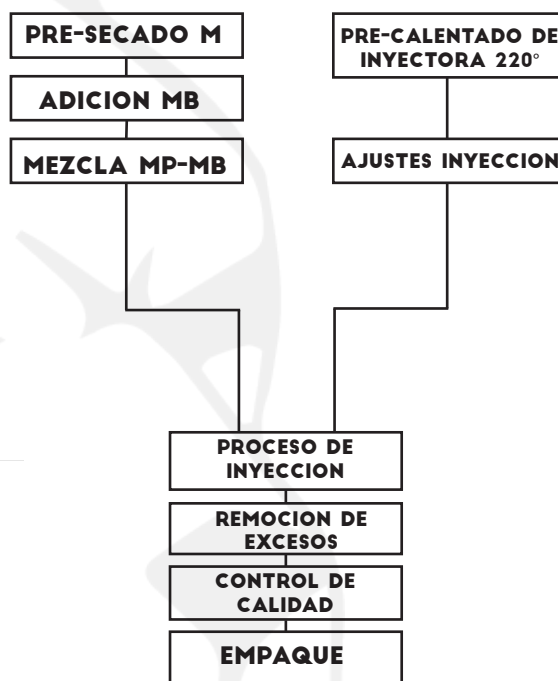 PRE-SECADO M
ADICION MB
MEZCLA MP-MB
PRE-CALENTADO DE
INYECTORA 220°
AJUSTES INYECCION
PROCESO DE
INYECCION
REMOCION DE
EXCESOS
CONTROL DE
CALIDAD
EMPAQUE